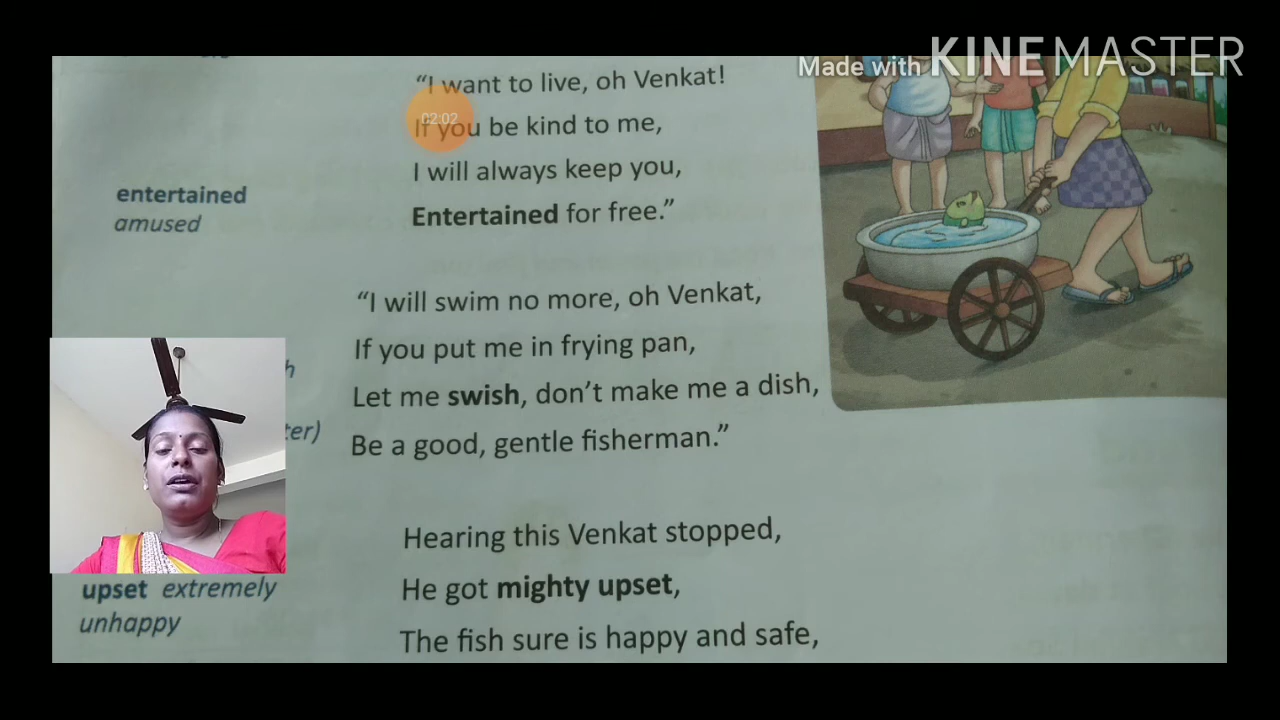 Made with KINEMASTER
"I want to live, oh Venkat!
02:02
If you be kind to me,
I will always keep you,
Entertained for free."
entertained
amused
"I will swim no more, oh Venkat,
If you put me in frying pan,
Let me swish, don't make me a dish,
Be a good, gentle fisherman."
h
ter)
Hearing this Venkat stopped,
He got mighty upset,
The fish sure is happy and safe,
upset extremely
unhappy